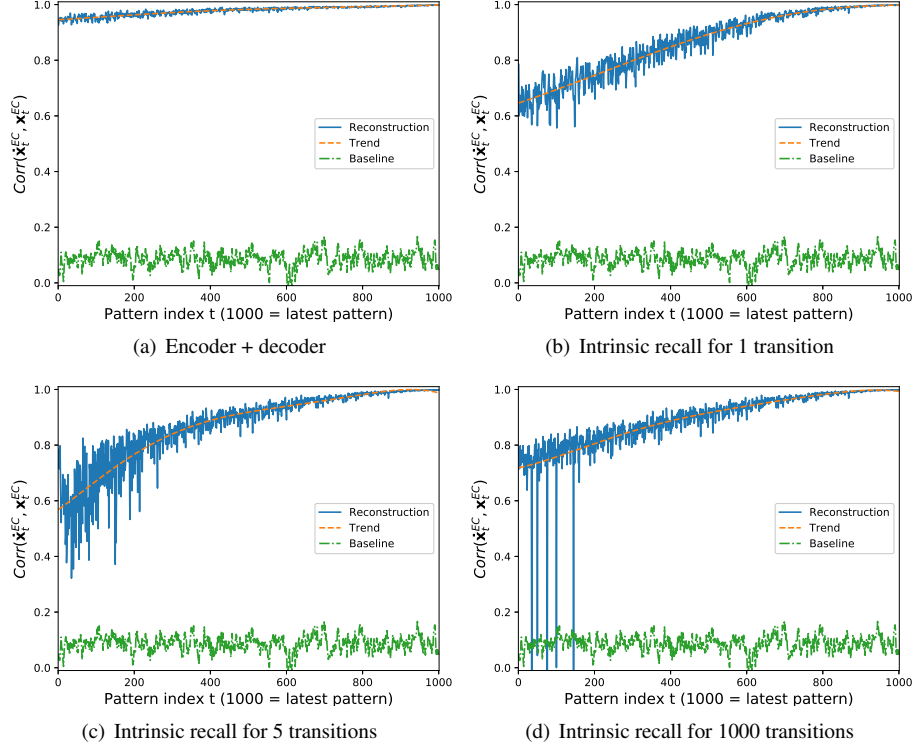 1.0
0.8
0.6
0.4
0.2
0.0
Corr(ẋ_t^EC, x_t^EC)
Reconstruction
Trend
Baseline
0 200 400 600 800 1000
Pattern index t (1000 = latest pattern)
(a) Encoder + decoder
1.0
0.8
0.6
0.4
0.2
0.0
Corr(ẋ_t^EC, x_t^EC)
Reconstruction
Trend
Baseline
0 200 400 600 800 1000
Pattern index t (1000 = latest pattern)
(b) Intrinsic recall for 1 transition
1.0
0.8
0.6
0.4
0.2
0.0
Corr(ẋ_t^EC, x_t^EC)
Reconstruction
Trend
Baseline
0 200 400 600 800 1000
Pattern index t (1000 = latest pattern)
(c) Intrinsic recall for 5 transitions
1.0
0.8
0.6
0.4
0.2
0.0
Corr(ẋ_t^EC, x_t^EC)
Reconstruction
Trend
Baseline
0 200 400 600 800 1000
Pattern index t (1000 = latest pattern)
(d) Intrinsic recall for 1000 transitions